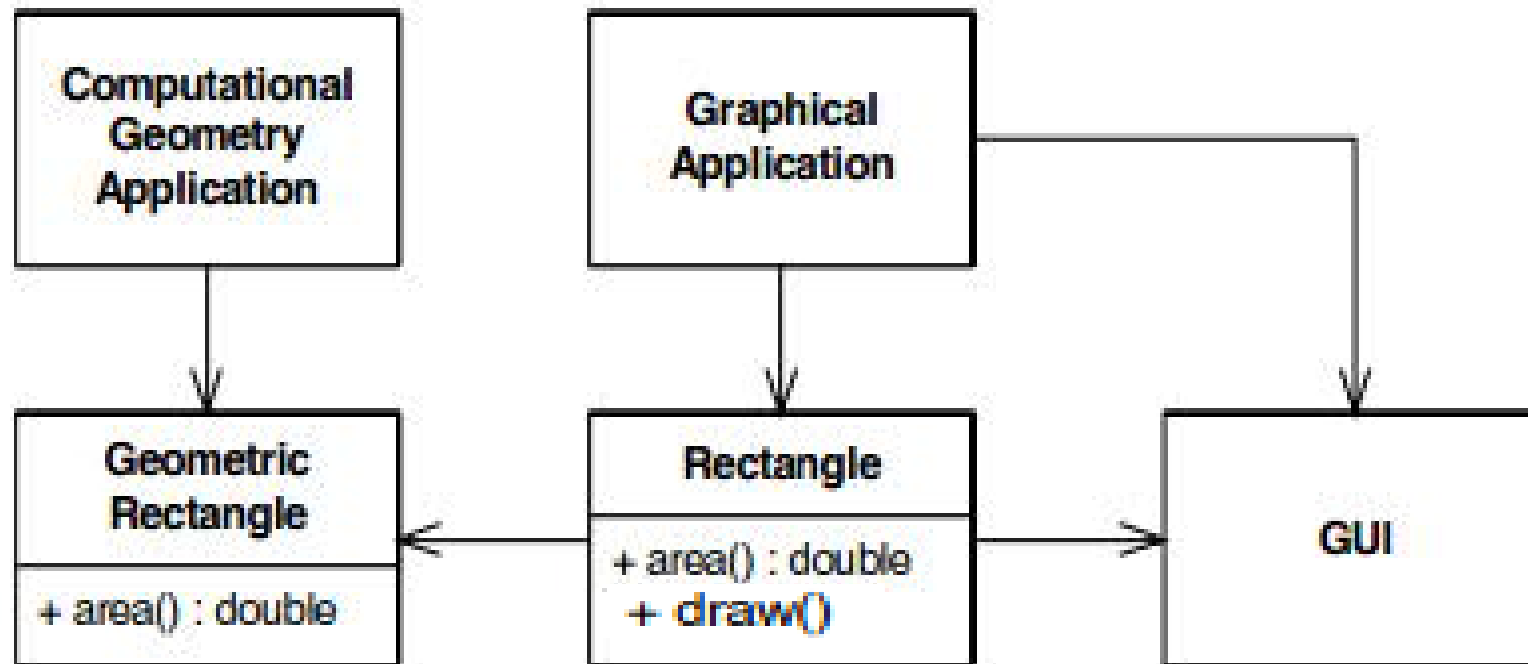 Computational
Geometry
Application
Graphical
Application
Geometric
Rectangle
+ area() : double
Rectangle
+ area() : double
+ draw()
GUI